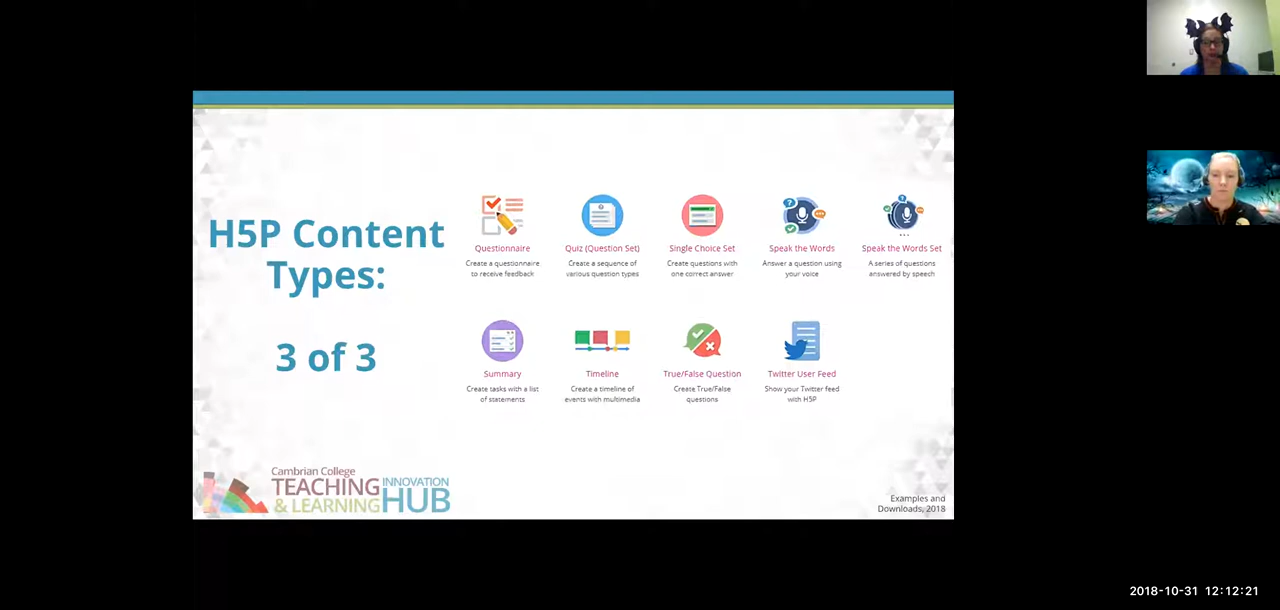 H5P Content
Types:
3 of 3
Questionnaire
Create a questionnaire
to receive feedback
Quiz (Question Set)
Create a sequence of
various question types
Single Choice Set
Create questions with
one correct answer
Speak the Words
Answer a question using
your voice
Speak the Words Set
A series of questions
answered by speech
Summary
Create tasks with a list
of statements
Timeline
Create a timeline of
events with multimedia
True/False Question
Create True/False
questions
Twitter User Feed
Show your Twitter feed
with H5P
Cambrian College
TEACHING
& LEARNING
INNOVATION
HUB
Examples and
Downloads, 2018
2018-10-31 12:12:21